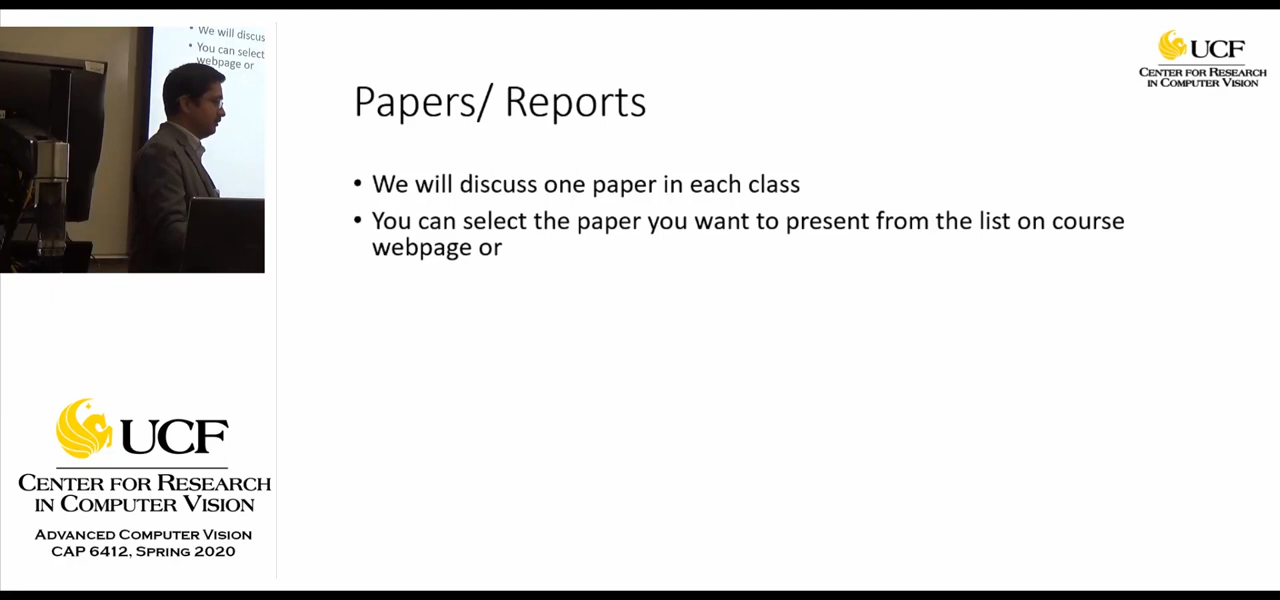 We will discus
You can select
webpage or
UCF
CENTER FOR RESEARCH
IN COMPUTER VISION
Papers/ Reports
• We will discuss one paper in each class
• You can select the paper you want to present from the list on course
webpage or
UCF
CENTER FOR RESEARCH
IN COMPUTER VISION
ADVANCED COMPUTER VISION
CAP 6412, SPRING 2020